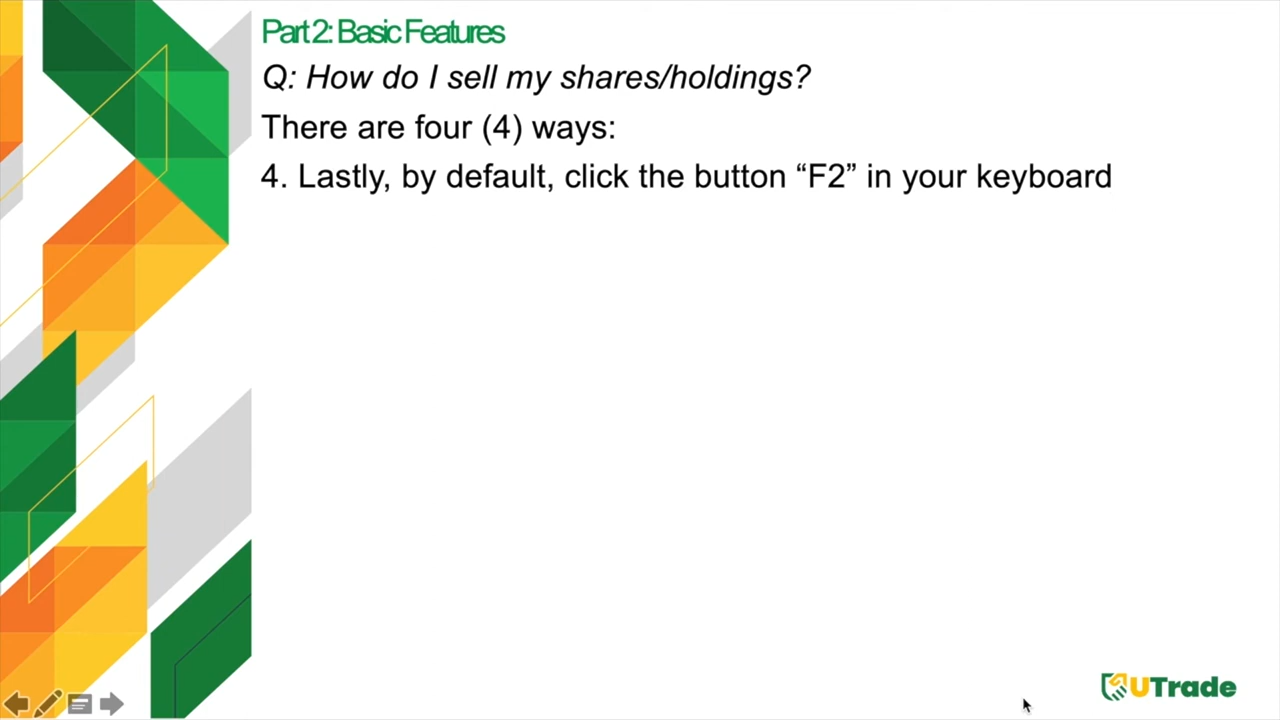 Part 2: Basic Features
Q: How do I sell my shares/holdings?
There are four (4) ways:
4. Lastly, by default, click the button “F2” in your keyboard
UTrade